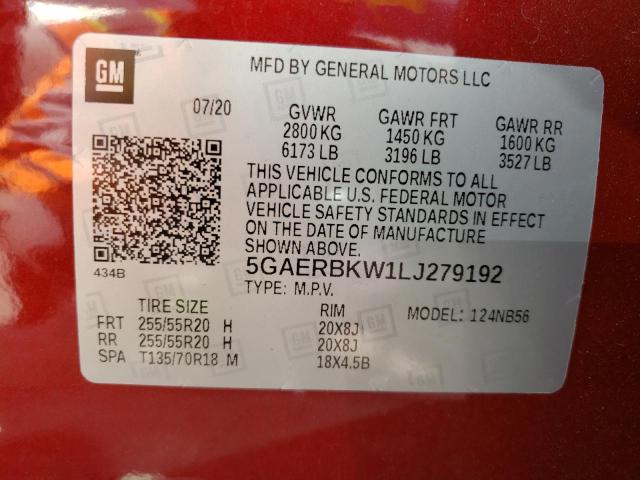 GM
MFD BY GENERAL MOTORS LLC
07/20 GVWR GAWR FRT GAWR RR
2800 KG 1450 KG 1600 KG
6173 LB 3196 LB 3527 LB
THIS VEHICLE CONFORMS TO ALL
APPLICABLE U.S. FEDERAL MOTOR
VEHICLE SAFETY STANDARDS IN EFFECT
ON THE DATE OF MANUFACTURE
SHOWN ABOVE.
434B 5GAERBKW1LJ279192
TYPE: M.P.V.
TIRE SIZE RIM MODEL: 124NB56
FRT 255/55R20 H 20X8J
RR 255/55R20 H 20X8J
SPA T135/70R18 M 18X4.5B